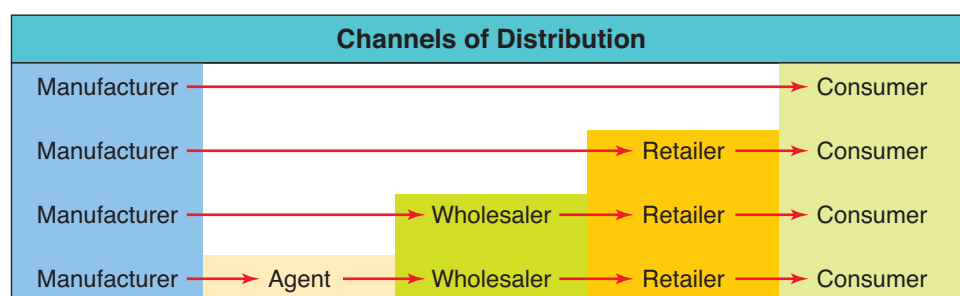 Channels of Distribution
Manufacturer Consumer
Manufacturer Retailer Consumer
Manufacturer Wholesaler Retailer Consumer
Manufacturer Agent Wholesaler Retailer Consumer